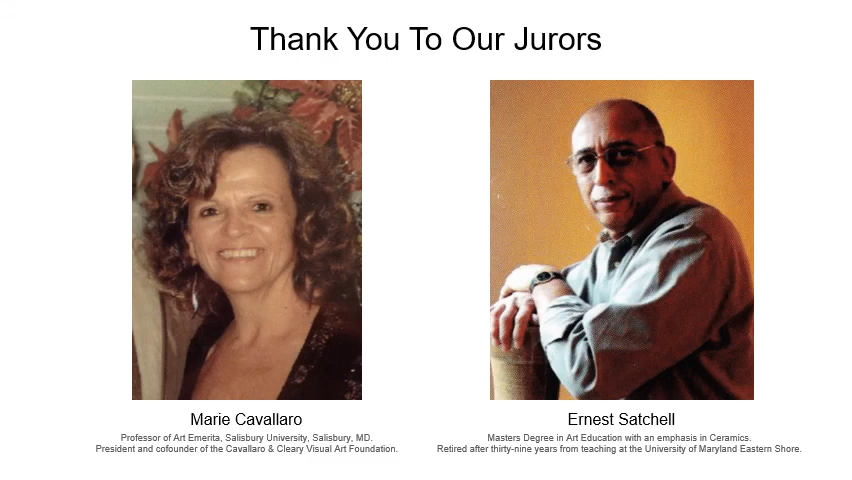 Thank You To Our Jurors
Marie Cavallaro
Professor of Art Emerita, Salisbury University, Salisbury, MD.
President and cofounder of the Cavallaro & Cleary Visual Art Foundation.
Ernest Satchell
Masters Degree in Art Education with an emphasis in Ceramics.
Retired after thirty-nine years from teaching at the University of Maryland Eastern Shore.